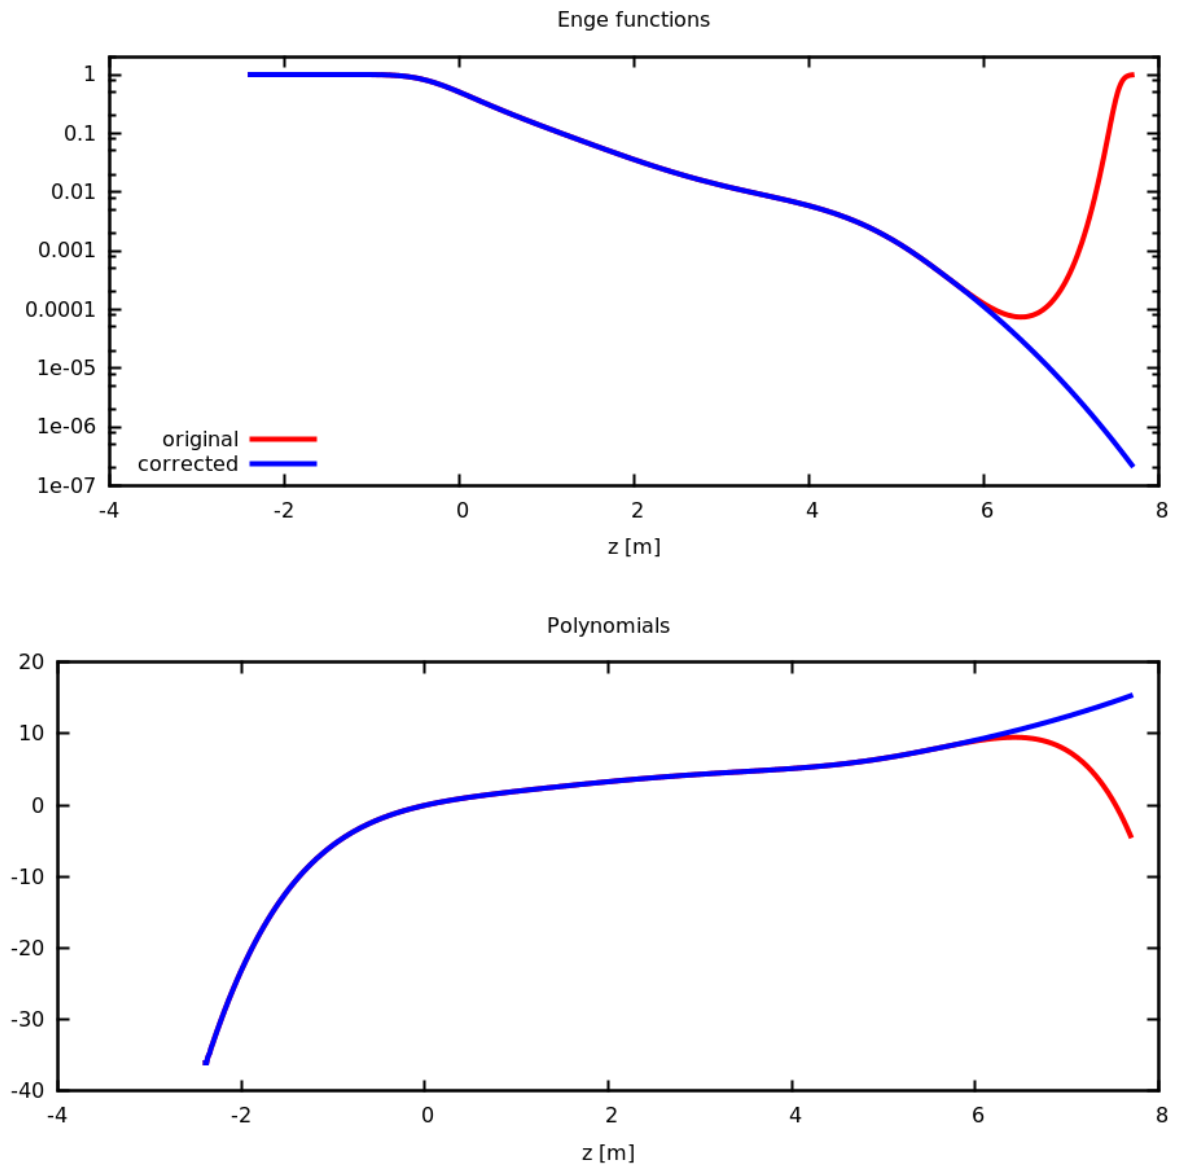 Enge functions
1
0.1
0.01
0.001
0.0001
1e-05
1e-06
1e-07
original
corrected
-4 -2 0 2 4 6 8
z [m]
Polynomials
20
10
0
-10
-20
-30
-40
-4 -2 0 2 4 6 8
z [m]